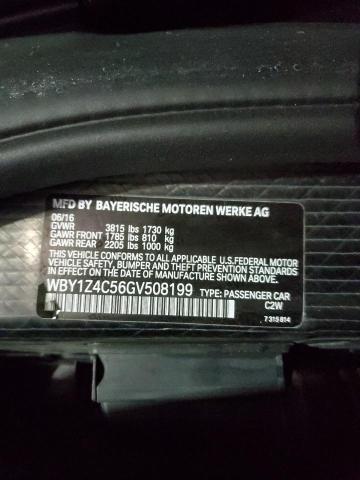 MFD BY BAYERISCHE MOTOREN WERKE AG
06/16
GVWR 3815 lbs 1730 kg
GAWR FRONT 1785 lbs 810 kg
GAWR REAR 2205 lbs 1000 kg
THIS VEHICLE CONFORMS TO ALL APPLICABLE U.S.FEDERAL MOTOR
VEHICLE SAFETY, BUMPER, AND THEFT PREVENTION STANDARDS IN
EFFECT ON THE DATE OF MANUFACTURE SHOWN ABOVE.
WBY1Z4C56GV508199 TYPE: PASSENGER CAR
C2W
7 315 814